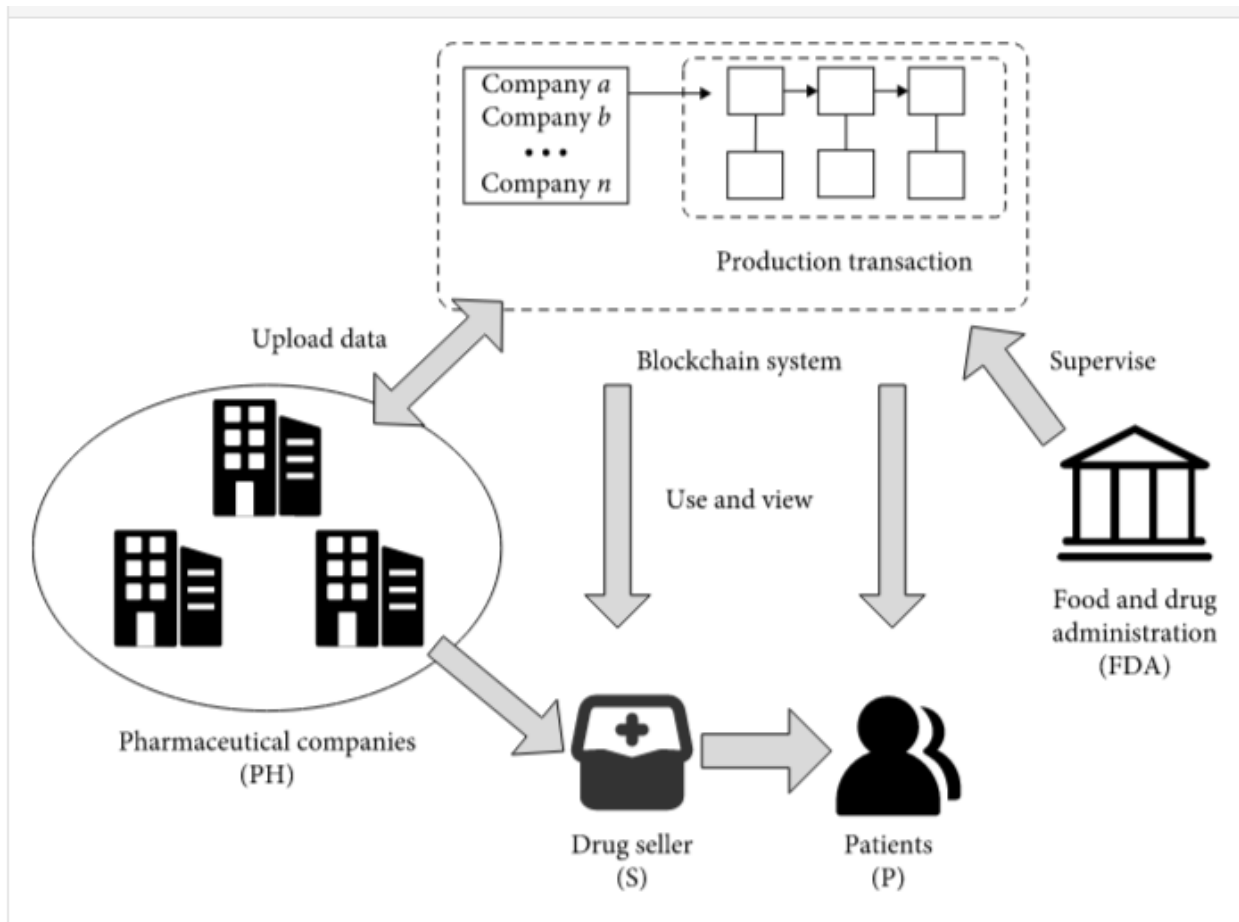 Company a
Company b
•••
Company n
Production transaction
Upload data
Blockchain system
Supervise
Use and view
Food and drug
administration
(FDA)
Pharmaceutical companies
(PH)
Drug seller
(S)
Patients
(P)